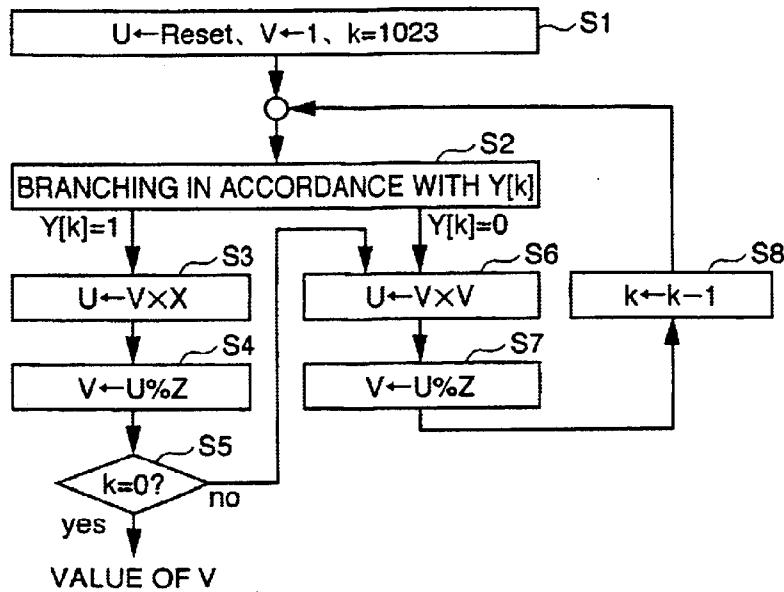 U←Reset、V←1、k=1023
S1
S2
BRANCHING IN ACCORDANCE WITH Y[k]
Y[k]=1
Y[k]=0
S3
U←V×X
S6
U←V×V
S8
k←k−1
S4
V←U%Z
S7
V←U%Z
S5
k=0?
no
yes
VALUE OF V